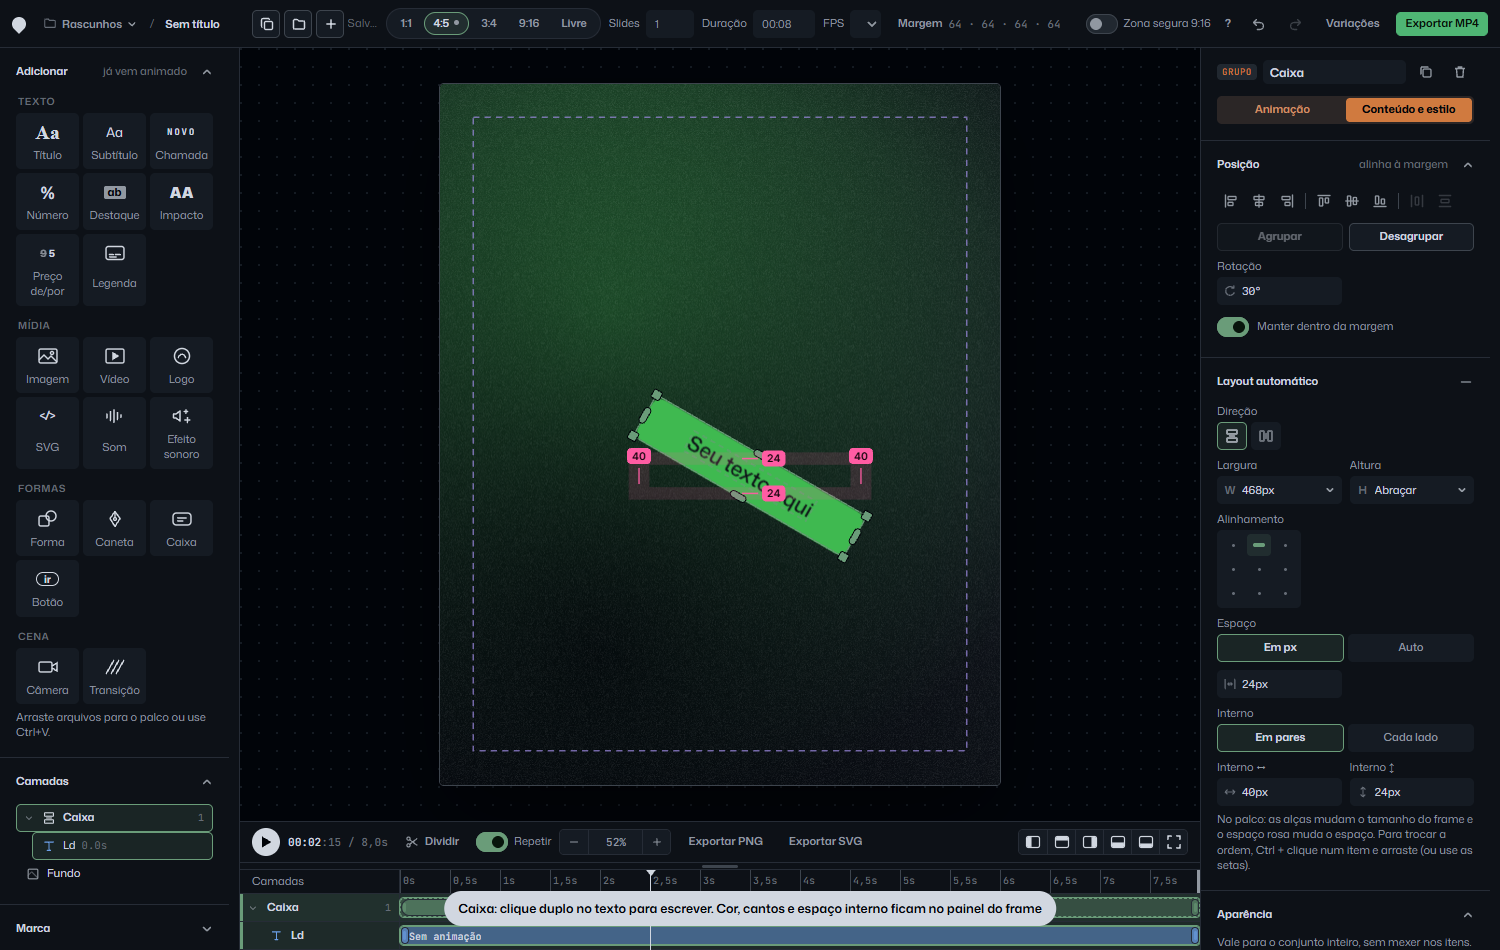 Rascunhos / Sem título
Salv...
1:1 4:5 3:4 9:16 Livre
Slides 1
Duração 00:08
FPS
Margem 64 · 64 · 64 · 64
Zona segura 9:16 ?
Variações
Exportar MP4
Adicionar já vem animado
TEXTO
Aa Aa NOVO
Título Subtítulo Chamada
% ab AA
Número Destaque Impacto
9 5
Preço de/por Legenda
MÍDIA
Imagem Vídeo Logo
</>
SVG Som Efeito sonoro
FORMAS
Forma Caneta Caixa
ir
Botão
CENA
Câmera Transição
Arraste arquivos para o palco ou use
Ctrl+V.
Camadas
Caixa 1
Ld 0.0s
Fundo
Marca
40 24 40
24
GRUPO Caixa
Animação Conteúdo e estilo
Posição alinha à margem
Agrupar Desagrupar
Rotação
30°
Manter dentro da margem
Layout automático
Direção
Largura Altura
W 468px H Abraçar
Alinhamento
Espaço
Em px Auto
24px
Interno
Em pares Cada lado
Interno ↔ Interno ↕
40px 24px
No palco: as alças mudam o tamanho do frame e
o espaço rosa muda o espaço. Para trocar a
ordem, Ctrl + clique num item e arraste (ou use as
setas).
Aparência
Vale para o conjunto inteiro, sem mexer nos itens.
00:02:15 / 8,0s
Dividir
Repetir
− 52% +
Exportar PNG
Exportar SVG
Camadas 0s 0,5s 1s 1,5s 2s 2,5s 3s 3,5s 4s 4,5s 5s 5,5s 6s 6,5s 7s 7,5s
Caixa 1
Caixa: clique duplo no texto para escrever. Cor, cantos e espaço interno ficam no painel do frame
Ld Sem animação